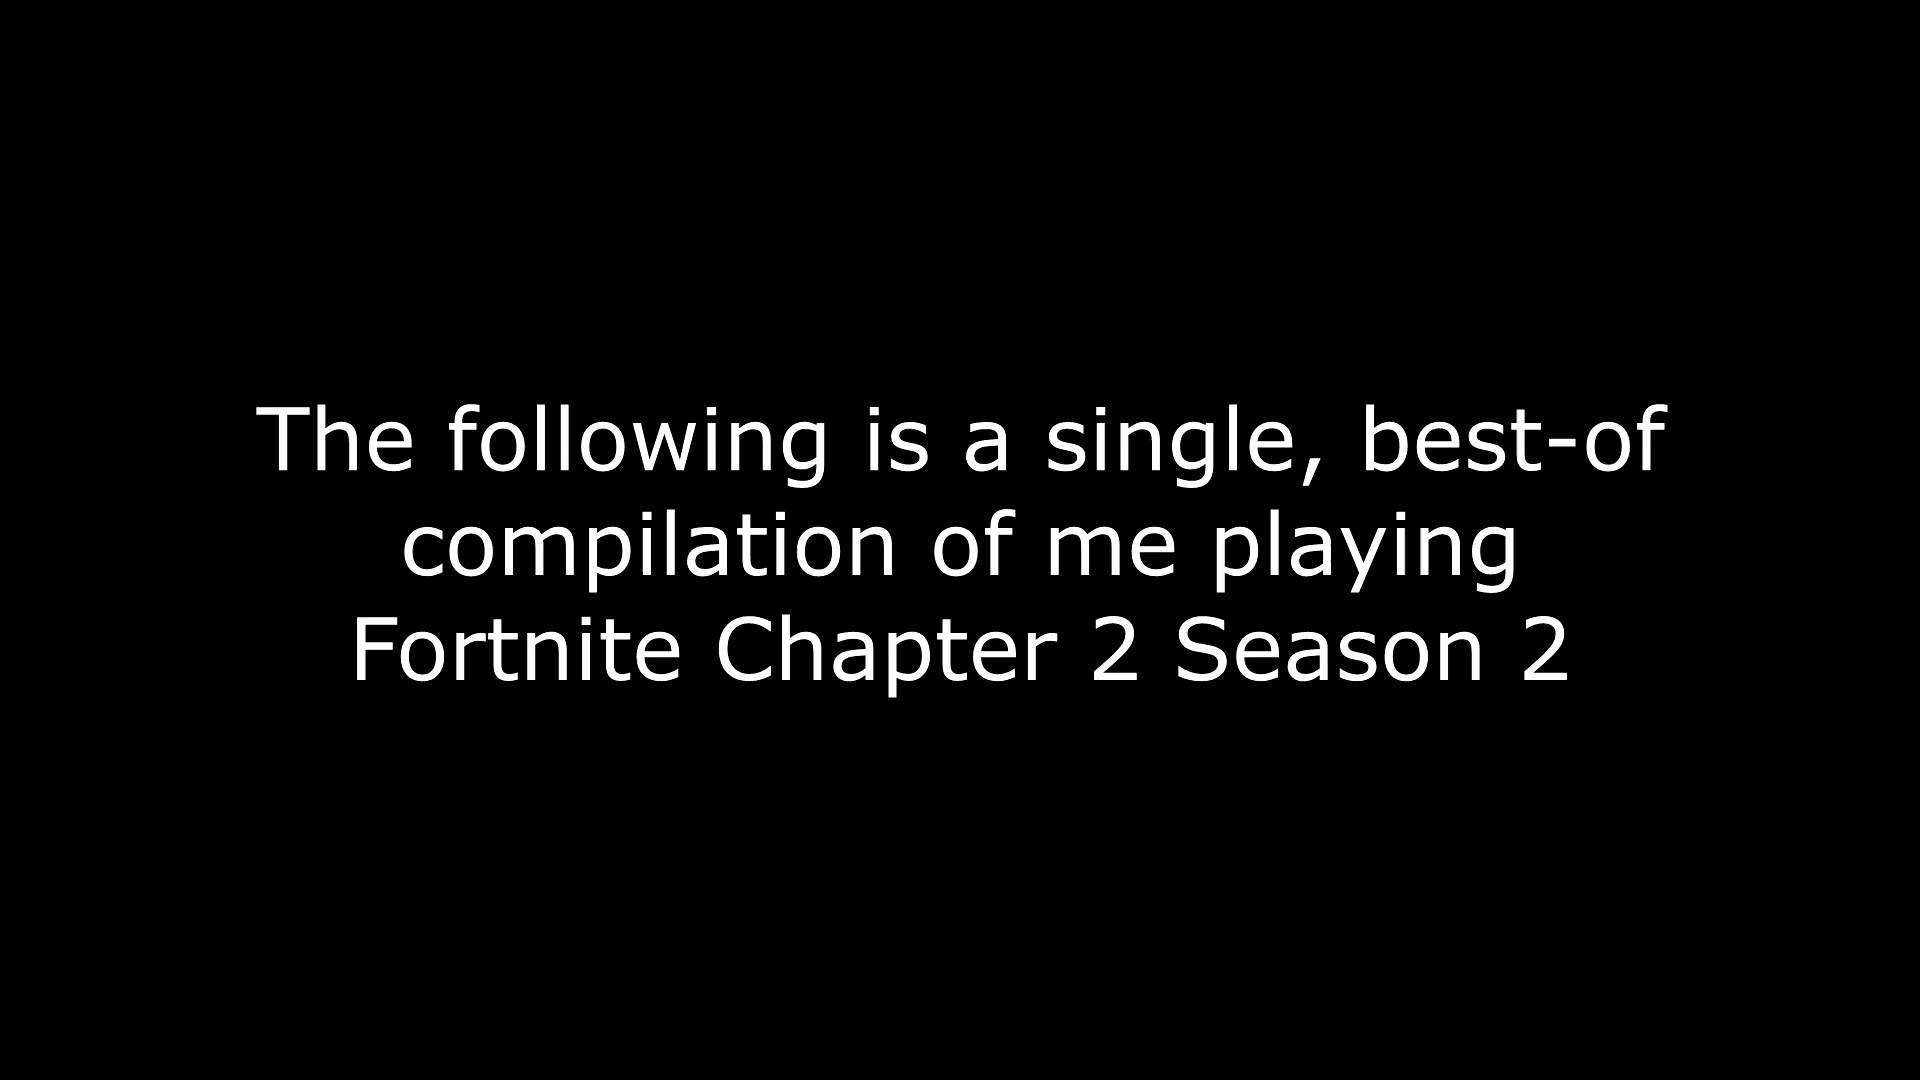 The following is a single, best-of
compilation of me playing
Fortnite Chapter 2 Season 2